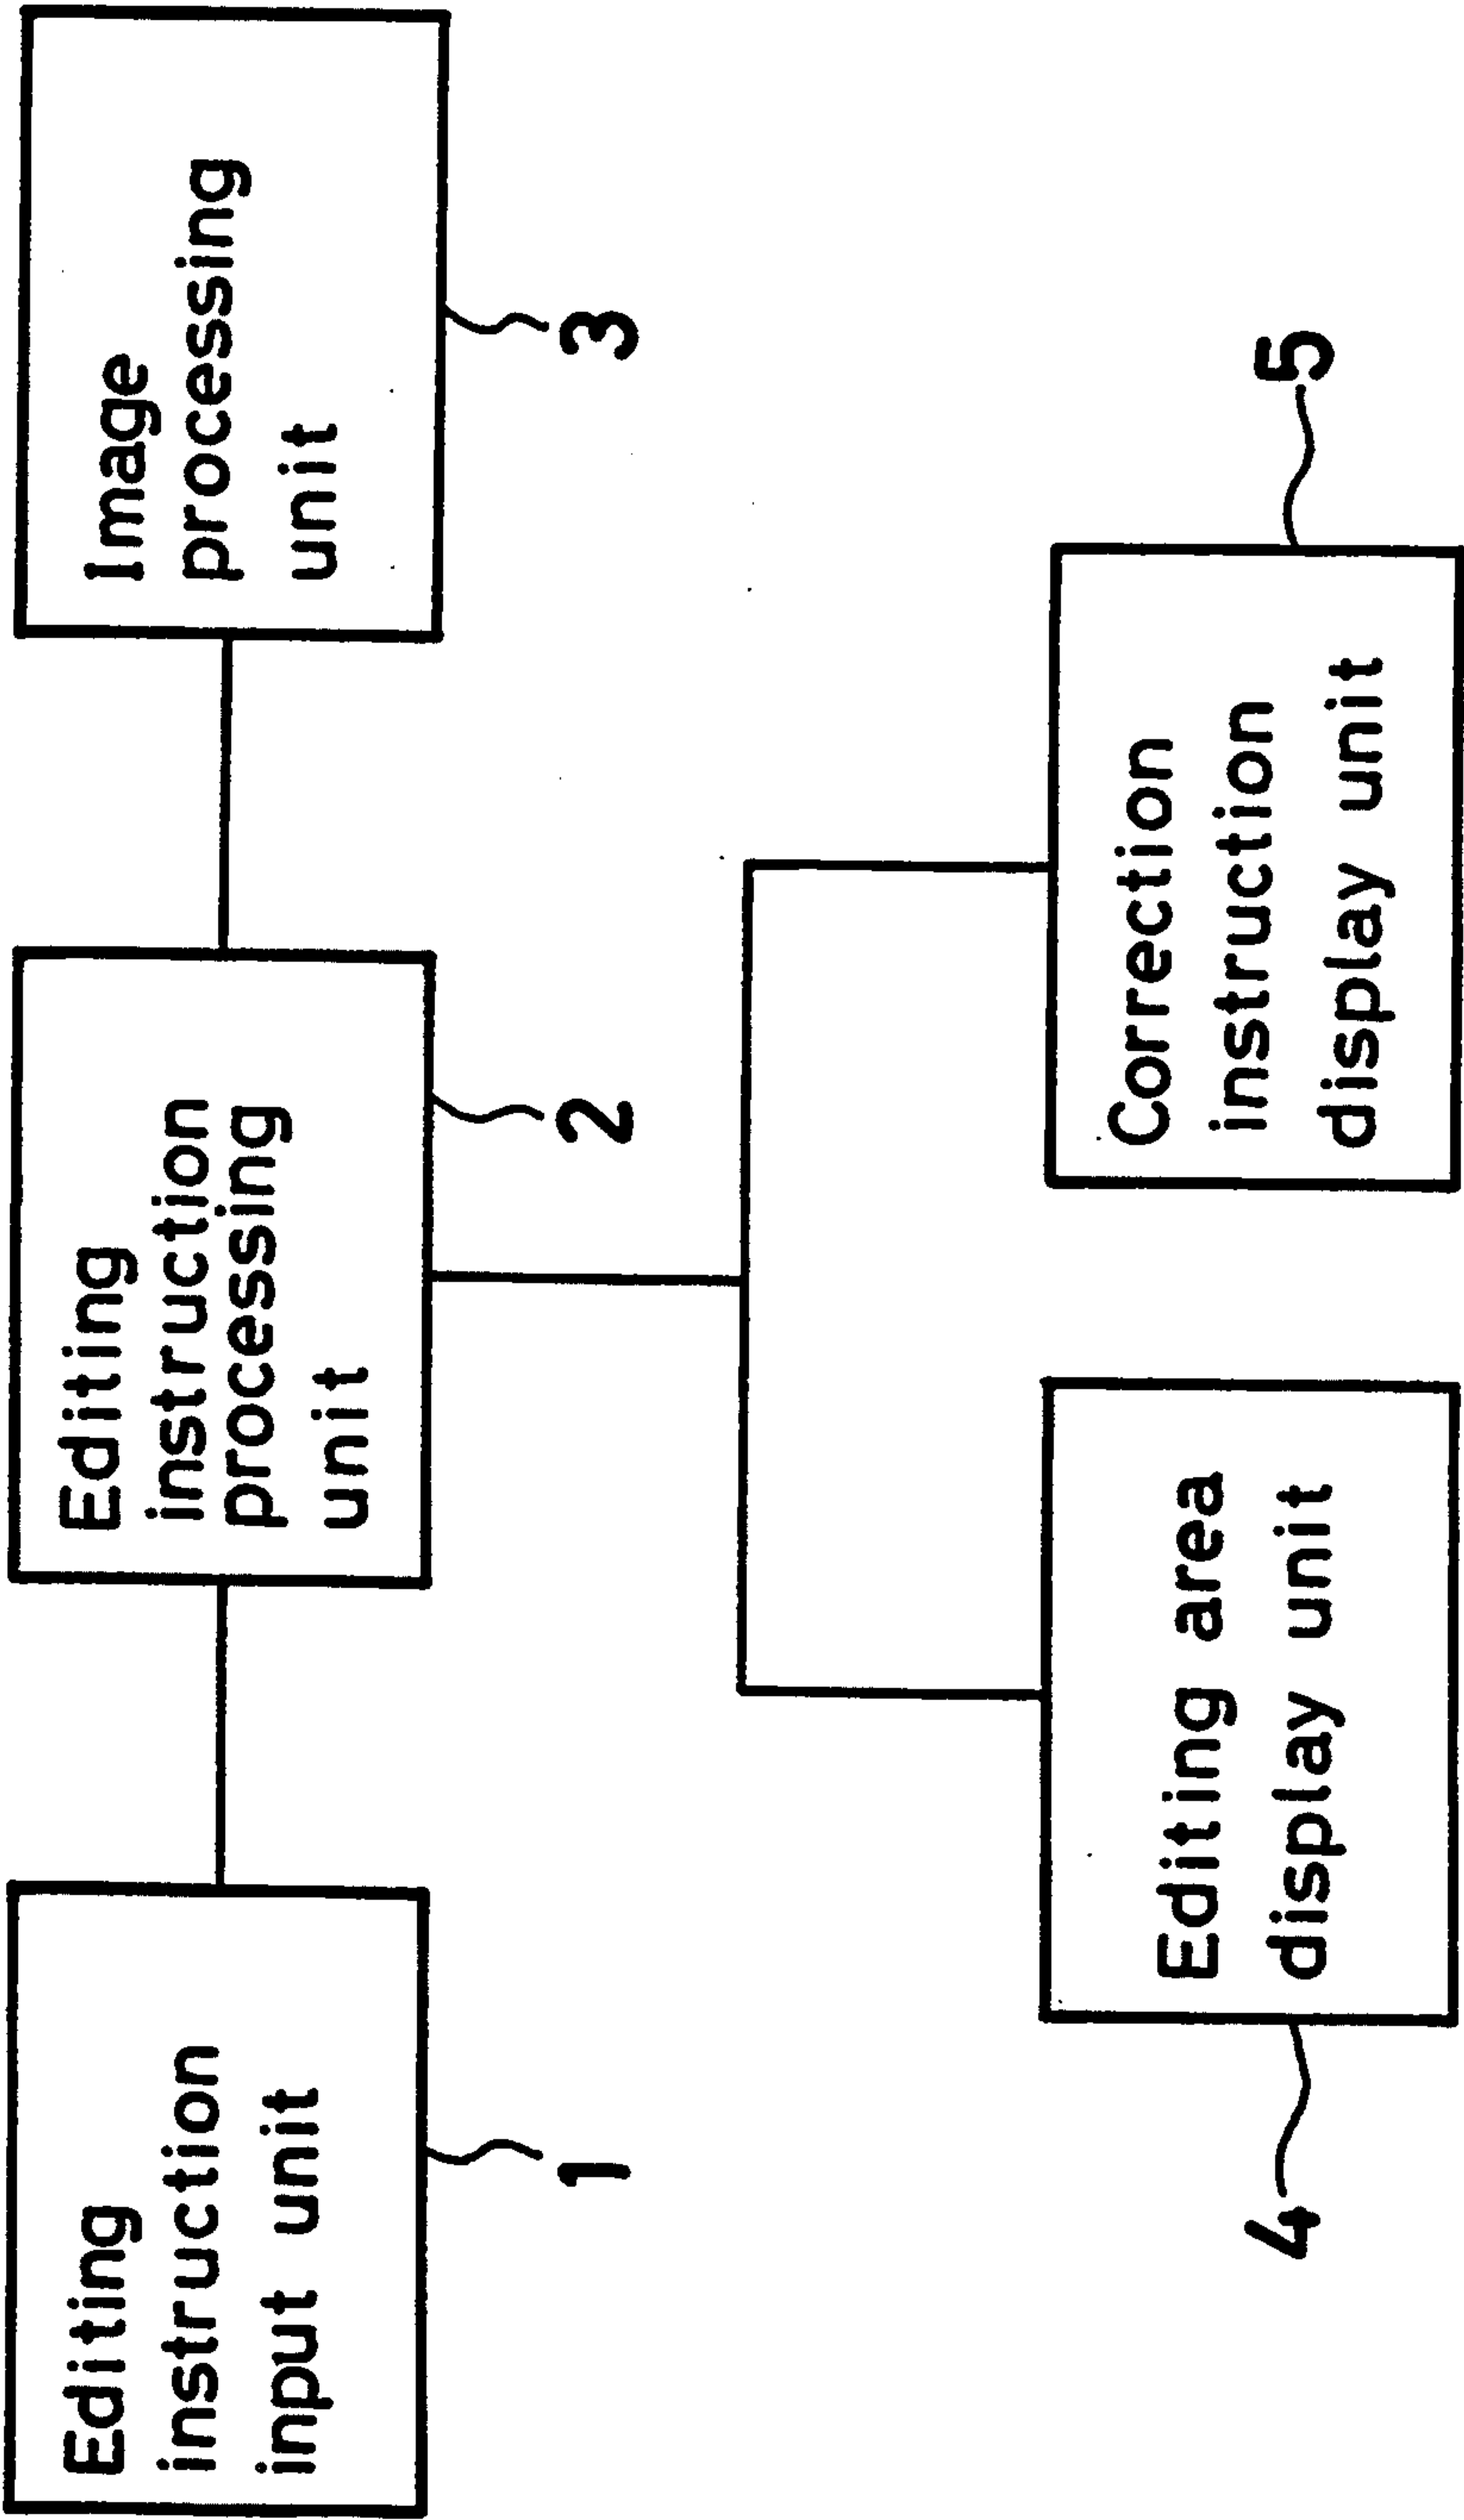 Editing
instruction
input unit
1
Editing
instruction
processing
unit
2
Image
processing
unit
3
Editing area
display unit
4
Correction
instruction
display unit
5